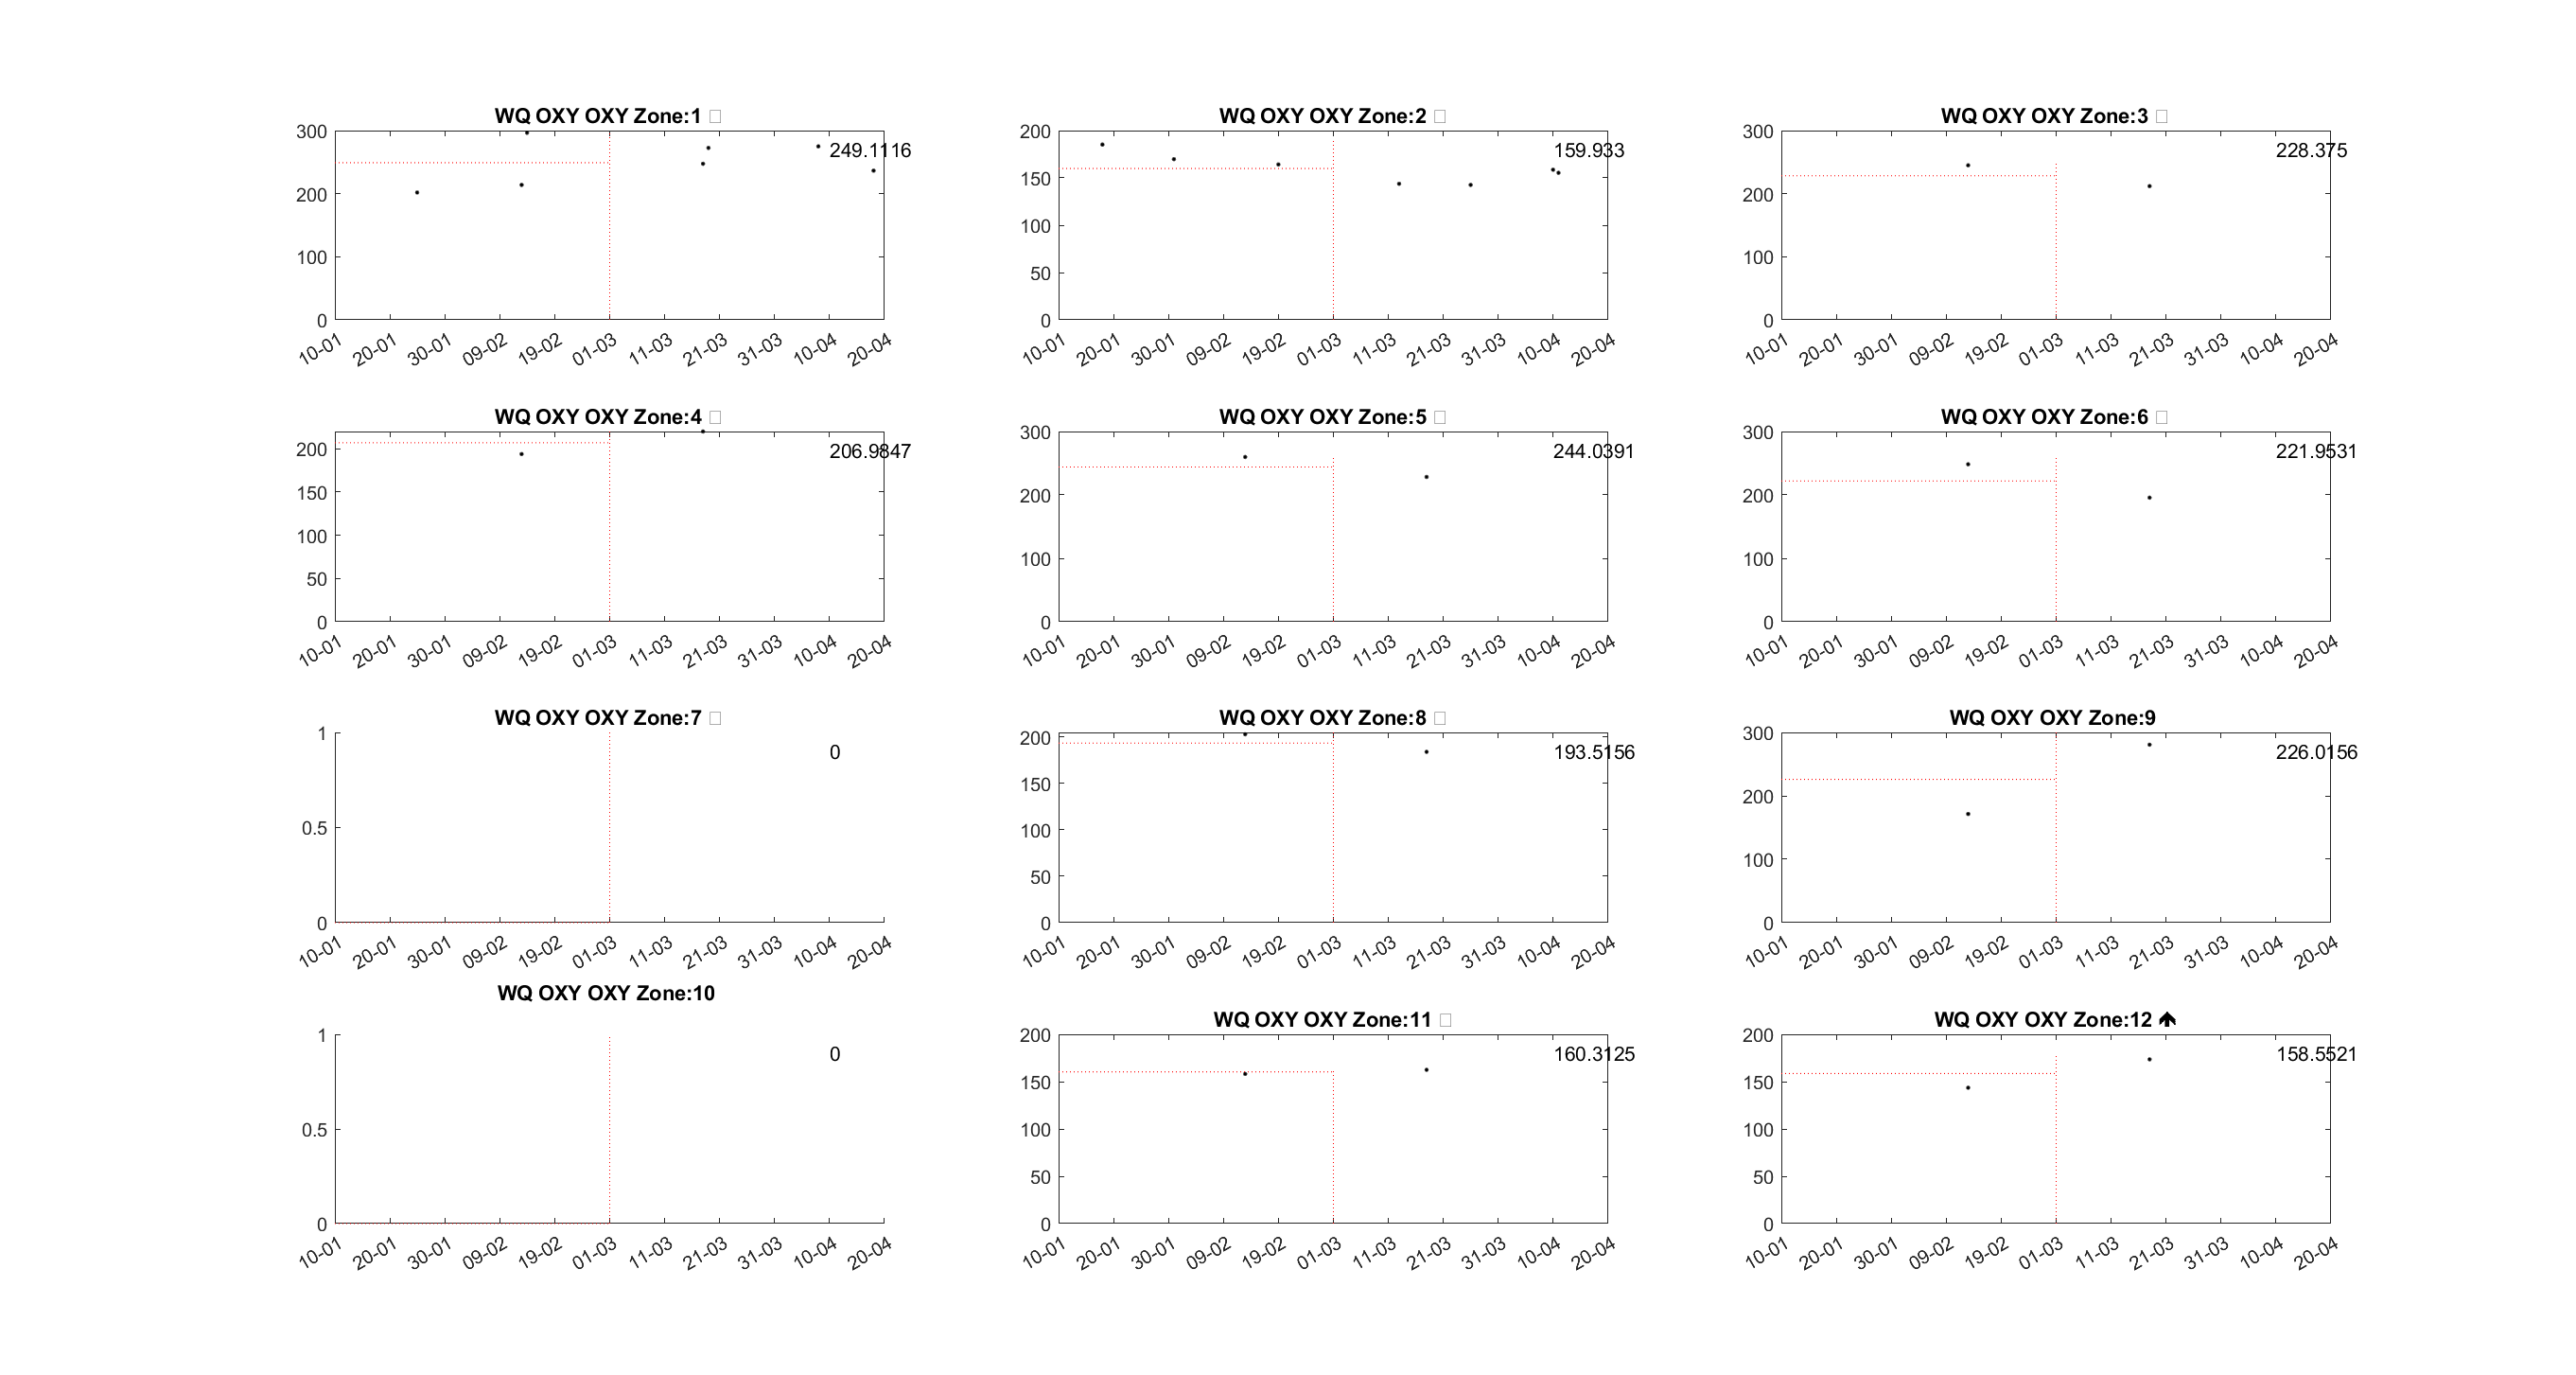 WQ OXY OXY Zone:1 □
300
200
100
0
249.1116
10-01 20-01 30-01 09-02 19-02 01-03 11-03 21-03 31-03 10-04 20-04
WQ OXY OXY Zone:2 □
200
150
100
50
0
159.933
10-01 20-01 30-01 09-02 19-02 01-03 11-03 21-03 31-03 10-04 20-04
WQ OXY OXY Zone:3 □
300
200
100
0
228.375
10-01 20-01 30-01 09-02 19-02 01-03 11-03 21-03 31-03 10-04 20-04
WQ OXY OXY Zone:4 □
200
150
100
50
0
206.9847
10-01 20-01 30-01 09-02 19-02 01-03 11-03 21-03 31-03 10-04 20-04
WQ OXY OXY Zone:5 □
300
200
100
0
244.0391
10-01 20-01 30-01 09-02 19-02 01-03 11-03 21-03 31-03 10-04 20-04
WQ OXY OXY Zone:6 □
300
200
100
0
221.9531
10-01 20-01 30-01 09-02 19-02 01-03 11-03 21-03 31-03 10-04 20-04
WQ OXY OXY Zone:7 □
1
0.5
0
0
10-01 20-01 30-01 09-02 19-02 01-03 11-03 21-03 31-03 10-04 20-04
WQ OXY OXY Zone:8 □
200
150
100
50
0
193.5156
10-01 20-01 30-01 09-02 19-02 01-03 11-03 21-03 31-03 10-04 20-04
WQ OXY OXY Zone:9
300
200
100
0
226.0156
10-01 20-01 30-01 09-02 19-02 01-03 11-03 21-03 31-03 10-04 20-04
WQ OXY OXY Zone:10
1
0.5
0
0
10-01 20-01 30-01 09-02 19-02 01-03 11-03 21-03 31-03 10-04 20-04
WQ OXY OXY Zone:11 □
200
150
100
50
0
160.3125
10-01 20-01 30-01 09-02 19-02 01-03 11-03 21-03 31-03 10-04 20-04
WQ OXY OXY Zone:12 🡹
200
150
100
50
0
158.5521
10-01 20-01 30-01 09-02 19-02 01-03 11-03 21-03 31-03 10-04 20-04